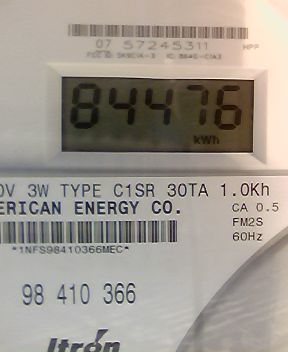 07 57245311 HPP
84476
kWh
0V 3W TYPE C1SR 30TA 1.0Kh
ERICAN ENERGY CO. CA 0.5
FM2S
60Hz
*1NFS98410366MEC*
98 410 366
Itron